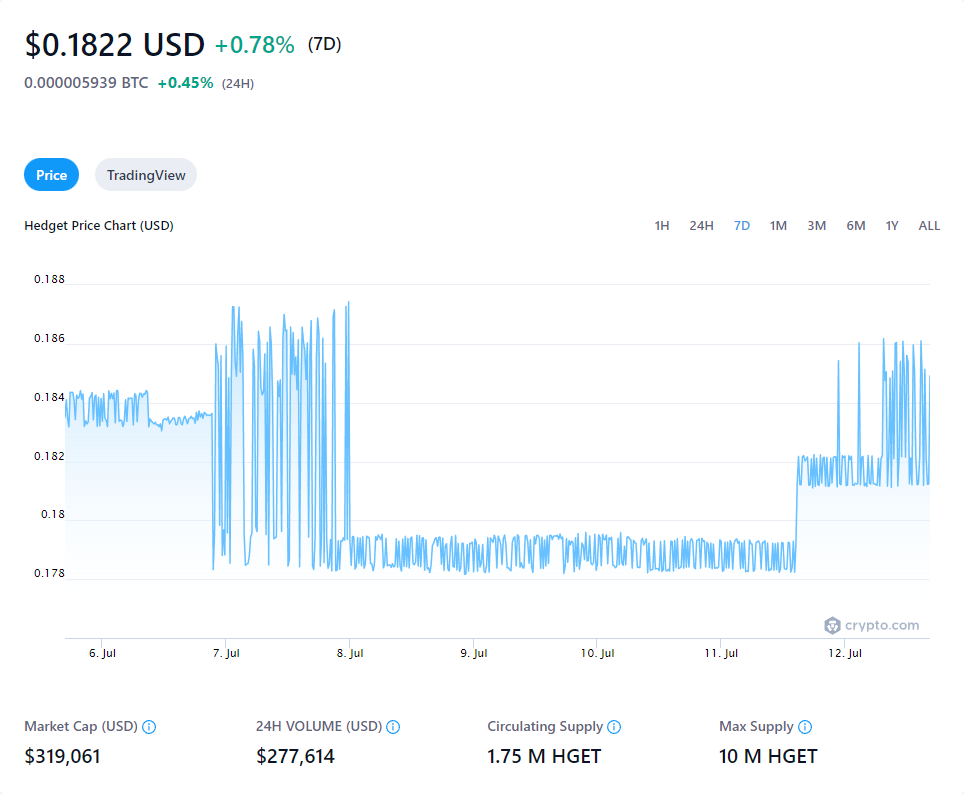 $0.1822 USD +0.78% (7D)
0.000005939 BTC +0.45% (24H)
Price TradingView
Hedget Price Chart (USD) 1H 24H 7D 1M 3M 6M 1Y ALL
0.188
0.186
0.184
0.182
0.18
0.178
crypto.com
6. Jul 7. Jul 8. Jul 9. Jul 10. Jul 11. Jul 12. Jul
Market Cap (USD) 24H VOLUME (USD) Circulating Supply Max Supply
$319,061 $277,614 1.75 M HGET 10 M HGET